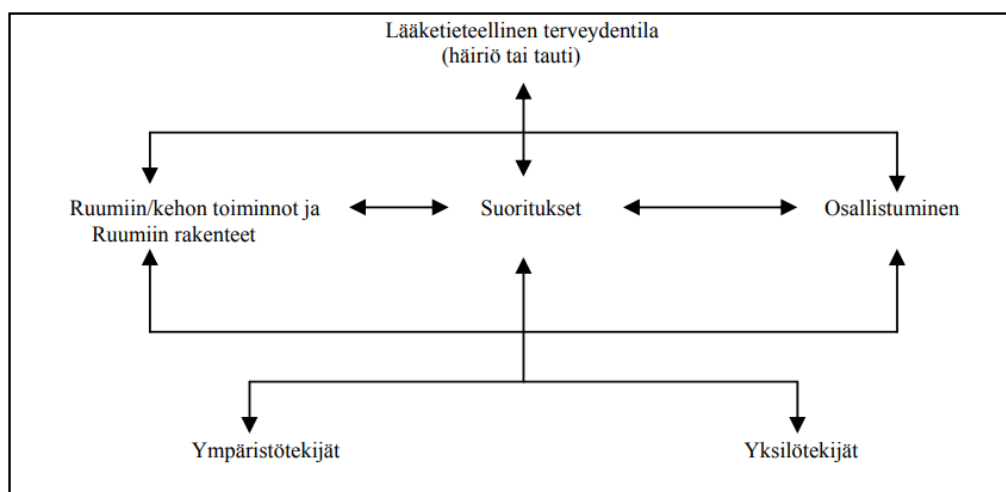 Lääketieteellinen terveydentila
(häiriö tai tauti)
Ruumiin/kehon toiminnot ja
Ruumiin rakenteet
Suoritukset
Osallistuminen
Ympäristötekijät
Yksilötekijät